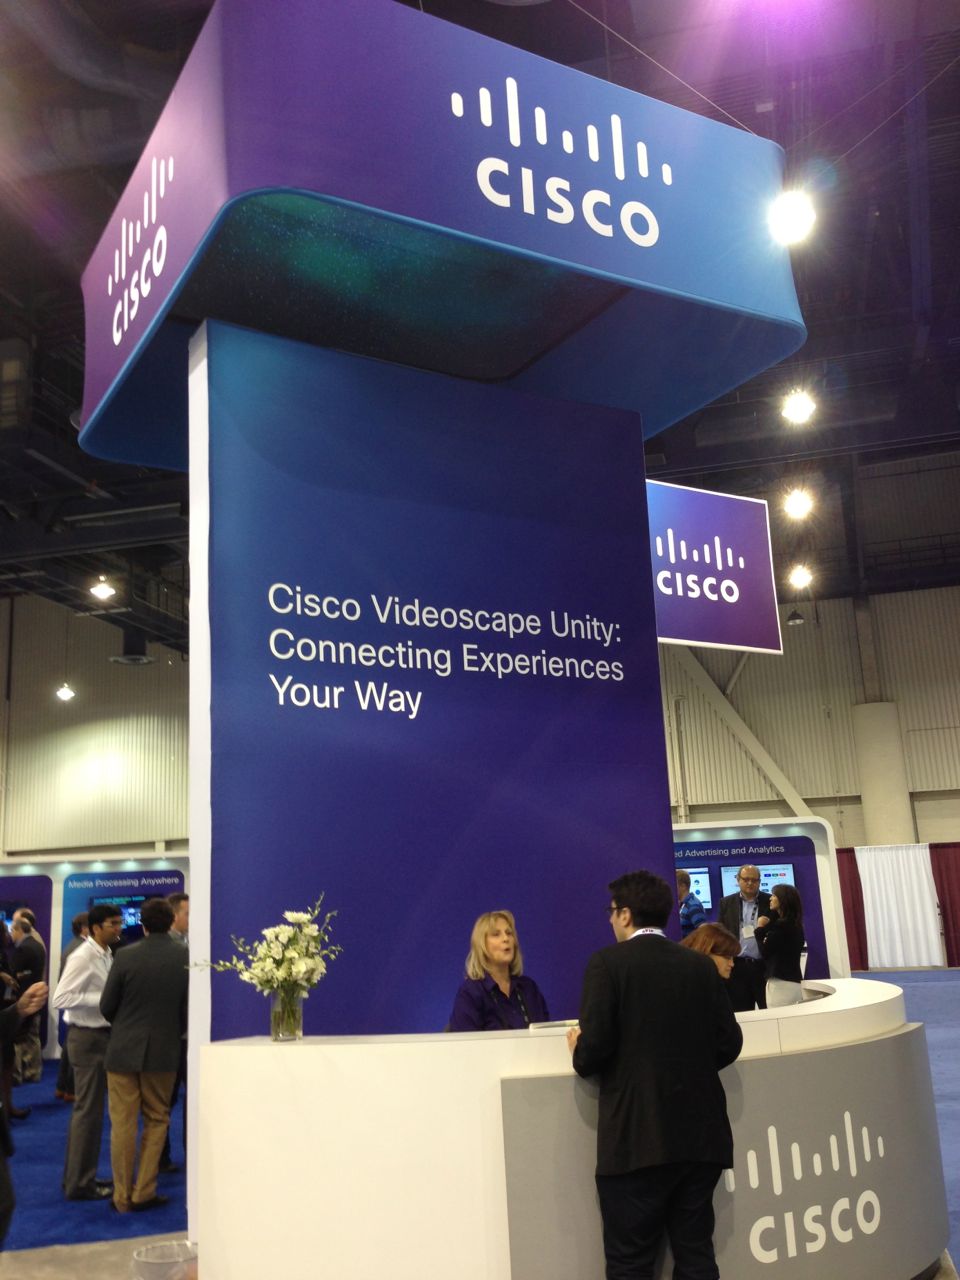 CISCO
CISCO
CISCO
Cisco Videoscape Unity:
Connecting Experiences
Your Way
Advertising and Analytics
Media Processing Anywhere
CISCO